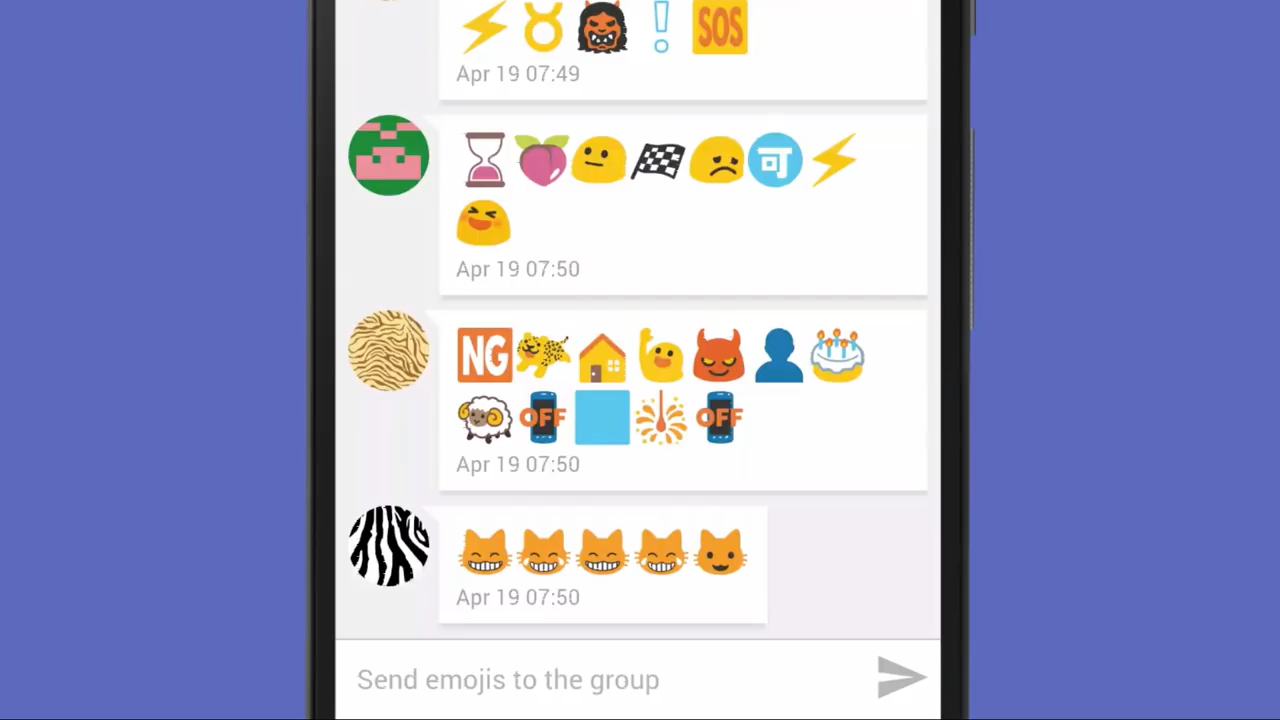 SOS
Apr 19 07:49
可
Apr 19 07:50
NG
OFF OFF
Apr 19 07:50
Apr 19 07:50
Send emojis to the group